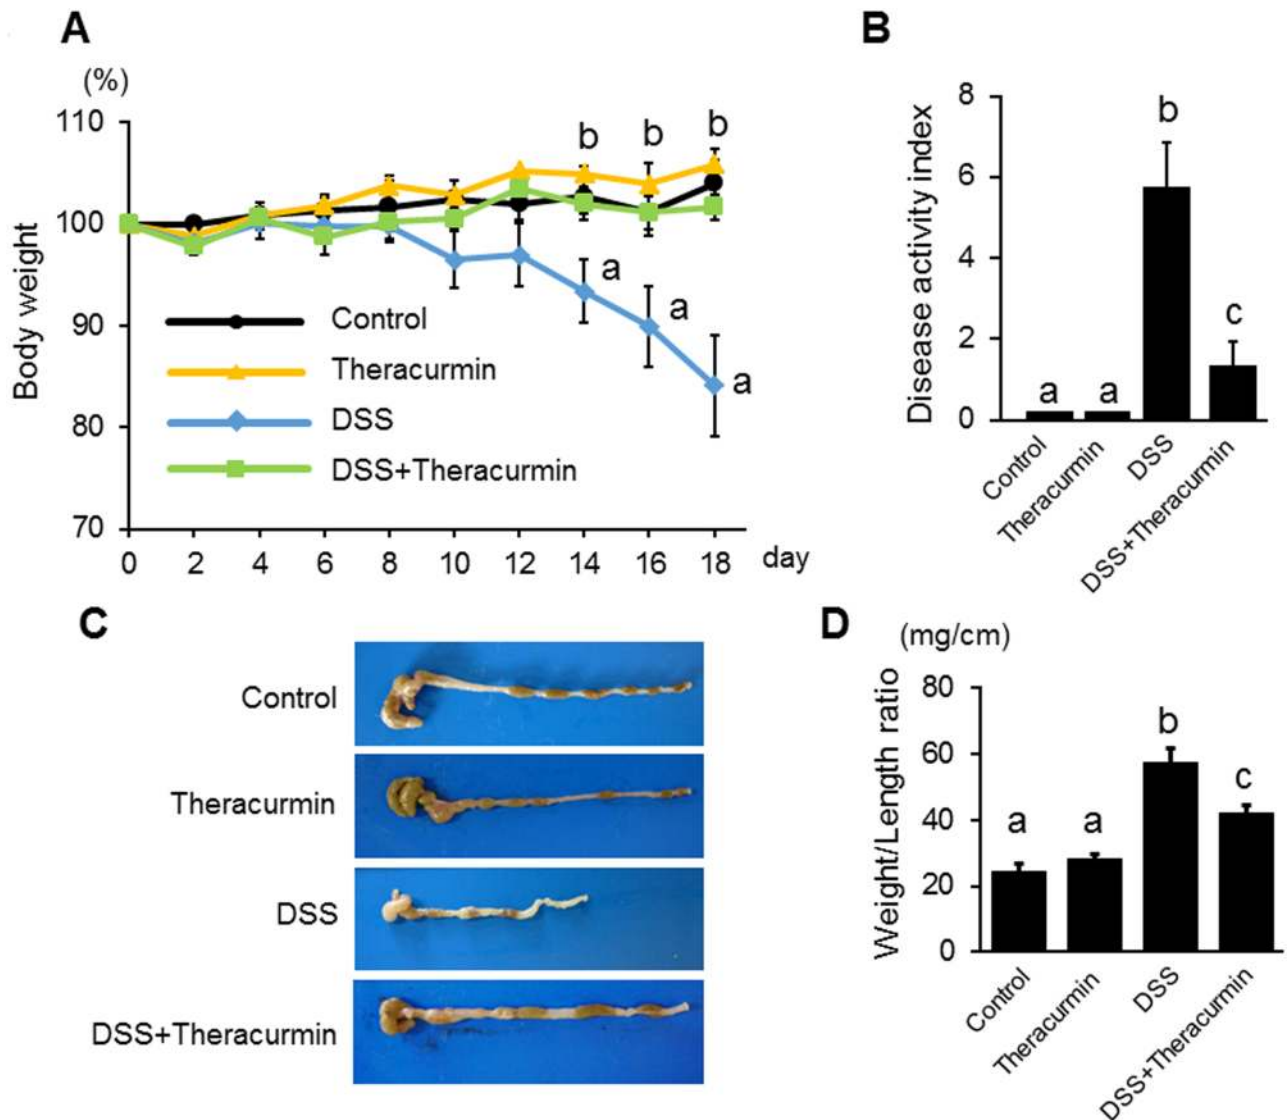 A
(%)
110
100
90
80
70
Body weight
b b b
a
a
a
Control
Theracurmin
DSS
DSS+Theracurmin
0 2 4 6 8 10 12 14 16 18 day
B
Disease activity index
8
6
4
2
0
a a b c
Control
Theracurmin
DSS
DSS+Theracurmin
C
Control
Theracurmin
DSS
DSS+Theracurmin
D
(mg/cm)
Weight/Length ratio
80
60
40
20
0
a a b c
Control
Theracurmin
DSS
DSS+Theracurmin